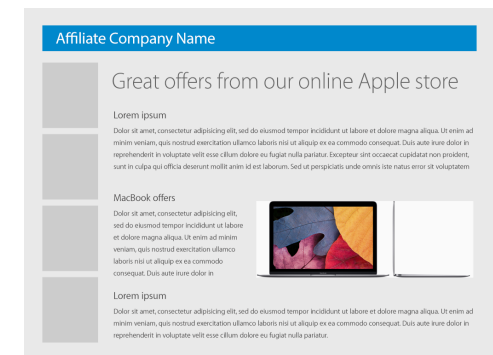 Affiliate Company Name
Great offers from our online Apple store
Lorem ipsum
Dolor sit amet, consectetur adipisicing elit, sed do eiusmod tempor incididunt ut labore et dolore magna aliqua. Ut enim ad
minim veniam, quis nostrud exercitation ullamco laboris nisi ut aliquip ex ea commodo consequat. Duis aute irure dolor in
reprehenderit in voluptate velit esse cillum dolore eu fugiat nulla pariatur. Excepteur sint occaecat cupidatat non proident,
sunt in culpa qui officia deserunt mollit anim id est laborum. Sed ut perspiciatis unde omnis iste natus error sit voluptatem
MacBook offers
Dolor sit amet, consectetur adipisicing elit,
sed do eiusmod tempor incididunt ut labore
et dolore magna aliqua. Ut enim ad minim
veniam, quis nostrud exercitation ullamco
laboris nisi ut aliquip ex ea commodo
consequat. Duis aute irure dolor in
Lorem ipsum
Dolor sit amet, consectetur adipisicing elit, sed do eiusmod tempor incididunt ut labore et dolore magna aliqua. Ut enim ad
minim veniam, quis nostrud exercitation ullamco laboris nisi ut aliquip ex ea commodo consequat. Duis aute irure dolor in
reprehenderit in voluptate velit esse cillum dolore eu fugiat nulla pariatur.